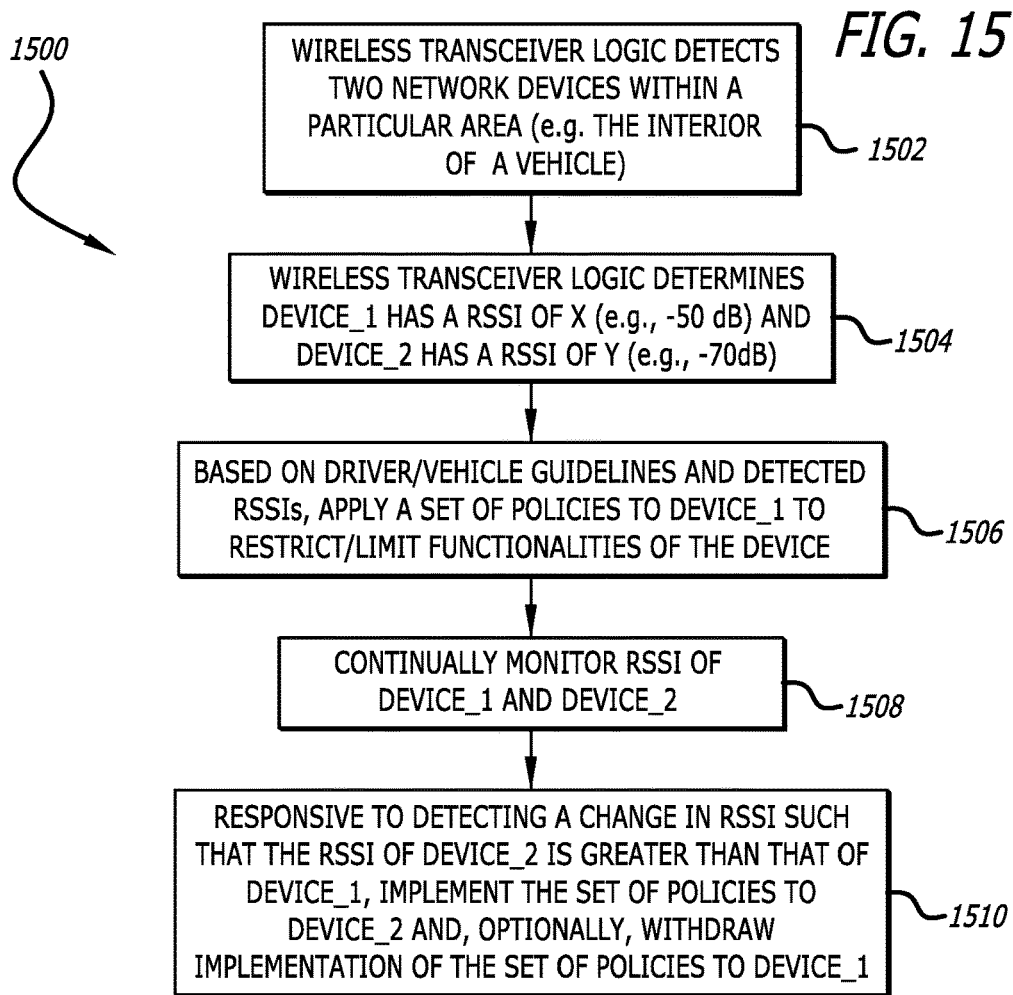 FIG. 15
1500
WIRELESS TRANSCEIVER LOGIC DETECTS
TWO NETWORK DEVICES WITHIN A
PARTICULAR AREA (e.g. THE INTERIOR
OF A VEHICLE)
1502
WIRELESS TRANSCEIVER LOGIC DETERMINES
DEVICE_1 HAS A RSSI OF X (e.g., -50 dB) AND
DEVICE_2 HAS A RSSI OF Y (e.g., -70dB)
1504
BASED ON DRIVER/VEHICLE GUIDELINES AND DETECTED
RSSIs, APPLY A SET OF POLICIES TO DEVICE_1 TO
RESTRICT/LIMIT FUNCTIONALITIES OF THE DEVICE
1506
CONTINUALLY MONITOR RSSI OF
DEVICE_1 AND DEVICE_2
1508
RESPONSIVE TO DETECTING A CHANGE IN RSSI SUCH
THAT THE RSSI OF DEVICE_2 IS GREATER THAN THAT OF
DEVICE_1, IMPLEMENT THE SET OF POLICIES TO
DEVICE_2 AND, OPTIONALLY, WITHDRAW
IMPLEMENTATION OF THE SET OF POLICIES TO DEVICE_1
1510